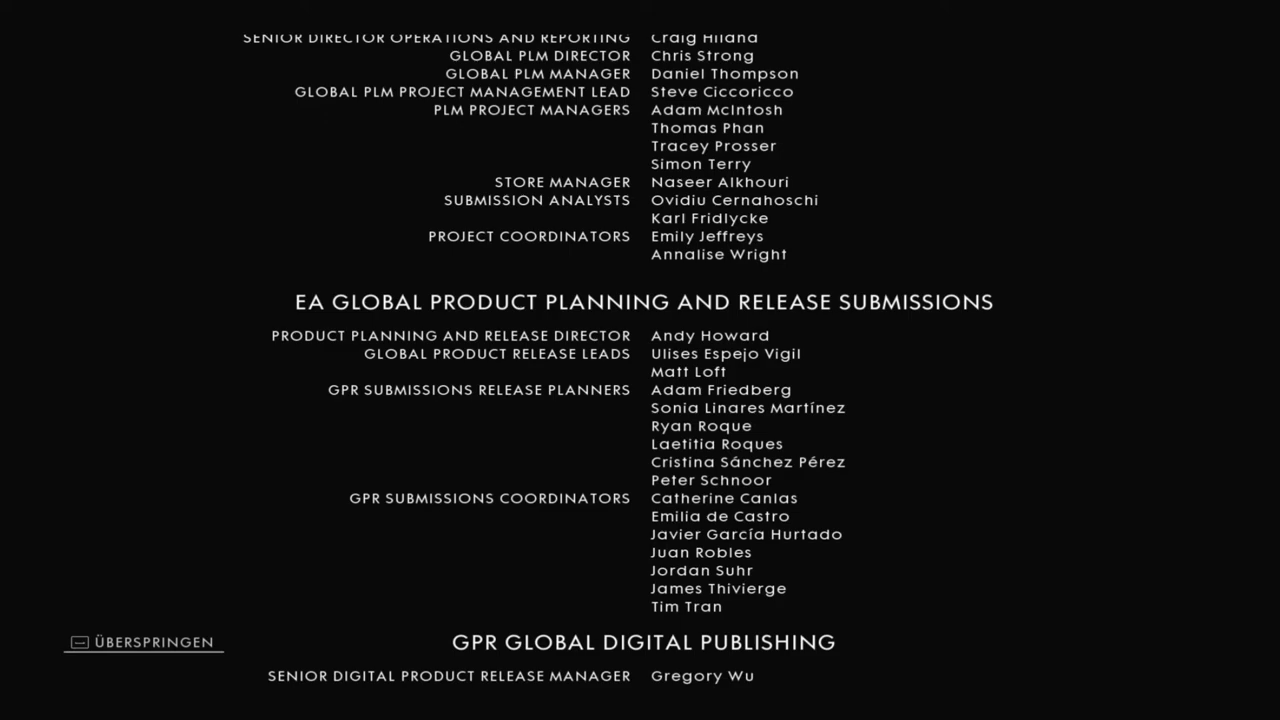 SENIOR DIRECTOR OPERATIONS AND REPORTING Craig Hiland
GLOBAL PLM DIRECTOR Chris Strong
GLOBAL PLM MANAGER Daniel Thompson
GLOBAL PLM PROJECT MANAGEMENT LEAD Steve Ciccoricco
PLM PROJECT MANAGERS Adam McIntosh
Thomas Phan
Tracey Prosser
Simon Terry
STORE MANAGER Naseer Alkhouri
SUBMISSION ANALYSTS Ovidiu Cernahoschi
Karl Fridlycke
PROJECT COORDINATORS Emily Jeffreys
Annalise Wright
EA GLOBAL PRODUCT PLANNING AND RELEASE SUBMISSIONS
PRODUCT PLANNING AND RELEASE DIRECTOR Andy Howard
GLOBAL PRODUCT RELEASE LEADS Ulises Espejo Vigil
Matt Loft
GPR SUBMISSIONS RELEASE PLANNERS Adam Friedberg
Sonia Linares Martínez
Ryan Roque
Laetitia Roques
Cristina Sánchez Pérez
Peter Schnoor
GPR SUBMISSIONS COORDINATORS Catherine Canlas
Emilia de Castro
Javier García Hurtado
Juan Robles
Jordan Suhr
James Thivierge
Tim Tran
ÜBERSPRINGEN
GPR GLOBAL DIGITAL PUBLISHING
SENIOR DIGITAL PRODUCT RELEASE MANAGER Gregory Wu